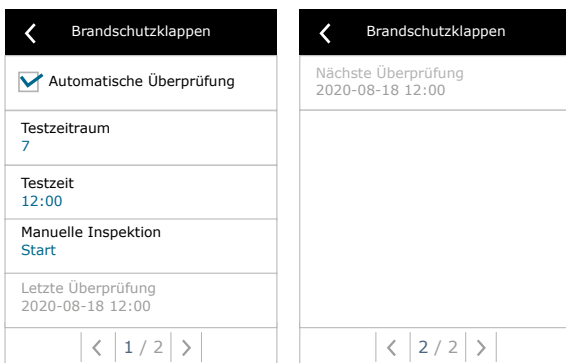 Brandschutzklappen
Automatische Überprüfung
Testzeitraum
7
Testzeit
12:00
Manuelle Inspektion
Start
Letzte Überprüfung
2020-08-18 12:00
1 / 2
Brandschutzklappen
Nächste Überprüfung
2020-08-18 12:00
2 / 2